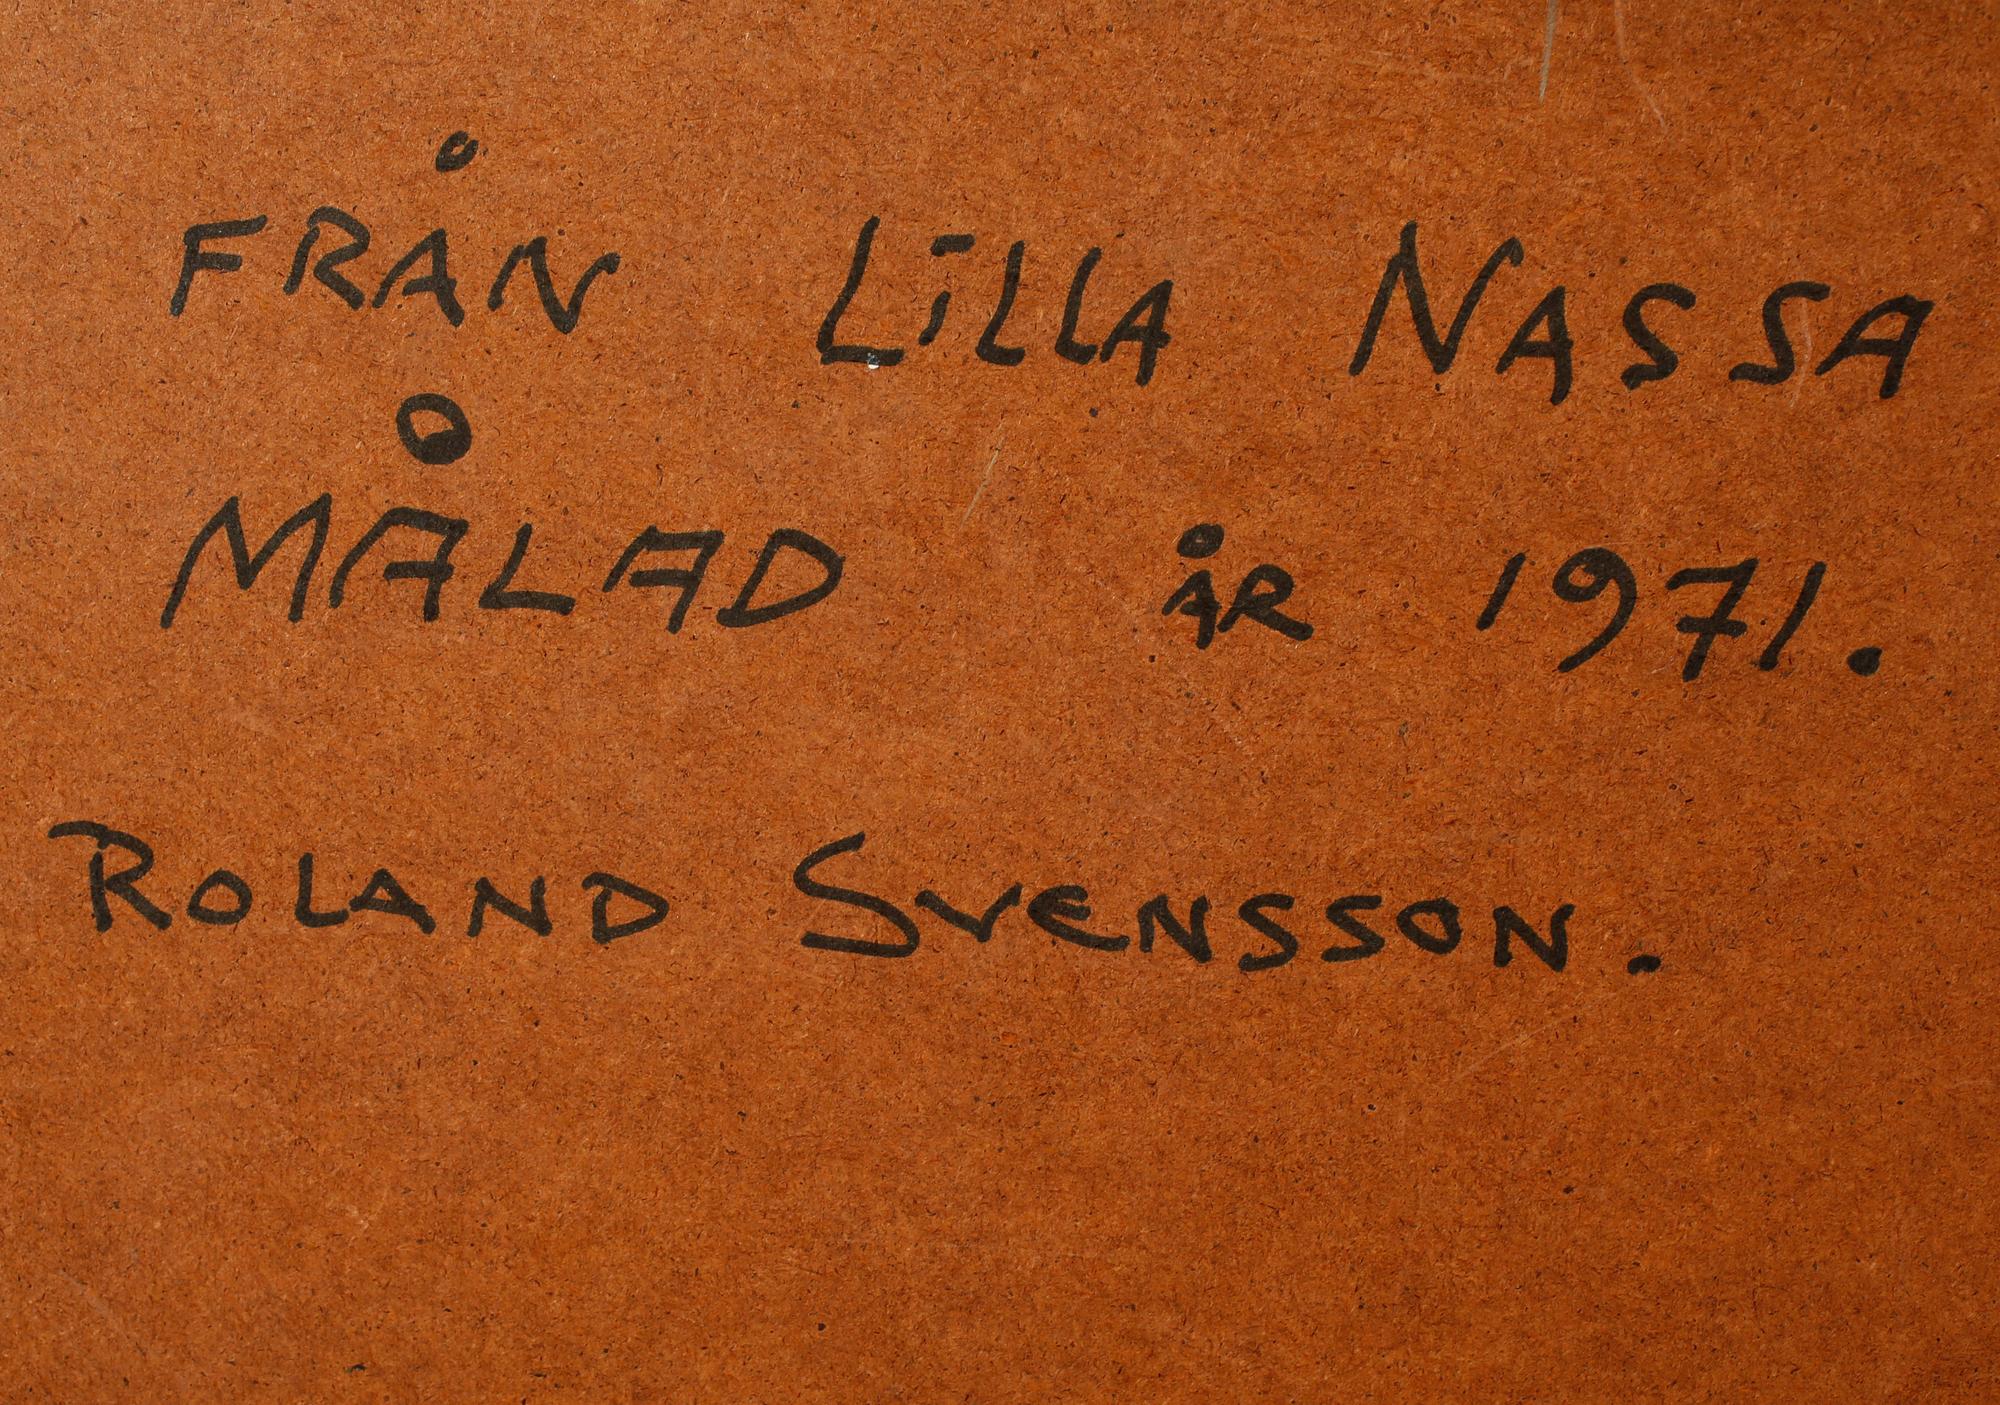 FRÅN LILLA NASSA
MÅLAD ÅR 1971.
ROLAND SVENSSON.